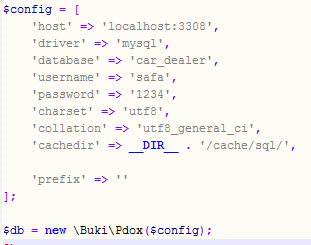 $config = [
'host' => 'localhost:3308',
'driver' => 'mysql',
'database' => 'car_dealer',
'username' => 'safa',
'password' => '1234',
'charset' => 'utf8',
'collation' => 'utf8_general_ci',
'cachedir' => __DIR__ . '/cache/sql/',
'prefix' => ''
];
$db = new \Buki\Pdox($config);